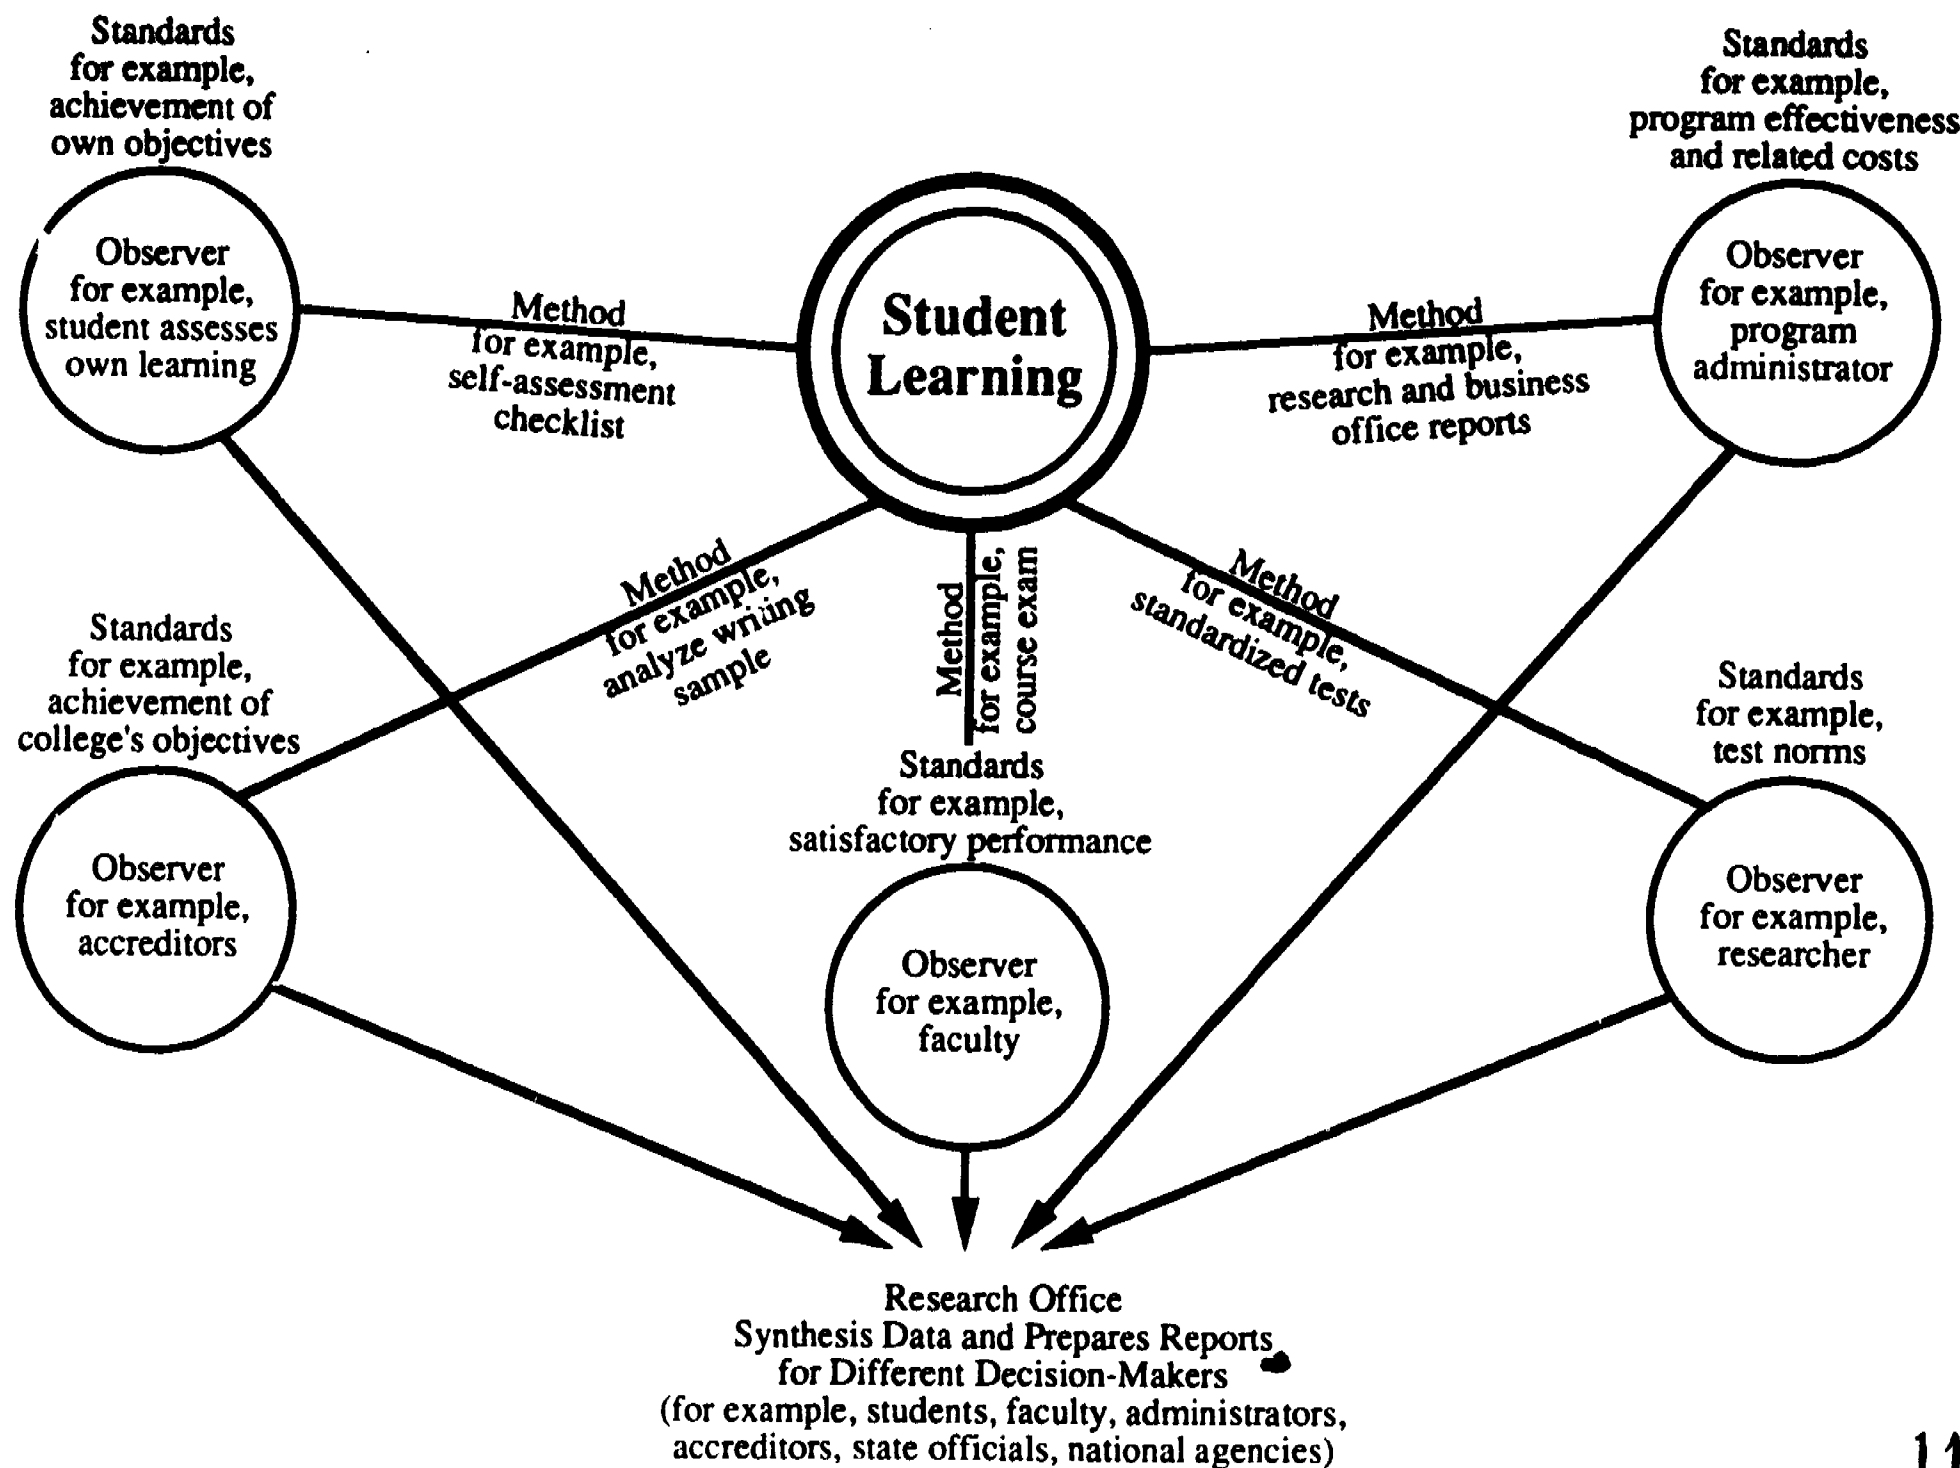 Standards
for example,
achievement of
own objectives
Observer
for example,
student assesses
own learning
Method
for example,
self-assessment
checklist
Student
Learning
Method
for example,
research and business
office reports
Standards
for example,
program effectiveness
and related costs
Observer
for example,
program
administrator
Standards
for example,
achievement of
college's objectives
Observer
for example,
accreditors
Method
for example,
analyze writing
sample
Method
for example,
course exam
Standards
for example,
satisfactory performance
Observer
for example,
faculty
Method
for example,
standardized tests
Standards
for example,
test norms
Observer
for example,
researcher
Research Office
Synthesis Data and Prepares Reports
for Different Decision-Makers
(for example, students, faculty, administrators,
accreditors, state officials, national agencies)